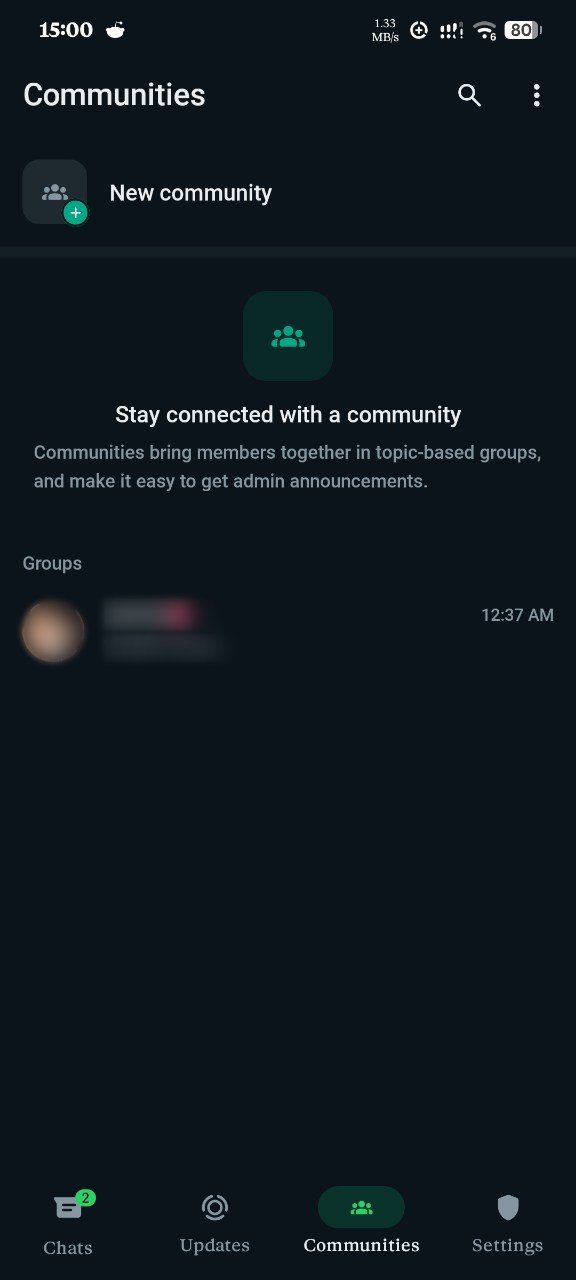 15:00
1.33
MB/s
6
80
Communities
New community
Stay connected with a community
Communities bring members together in topic-based groups,
and make it easy to get admin announcements.
Groups
12:37 AM
2
Chats
Updates
Communities
Settings